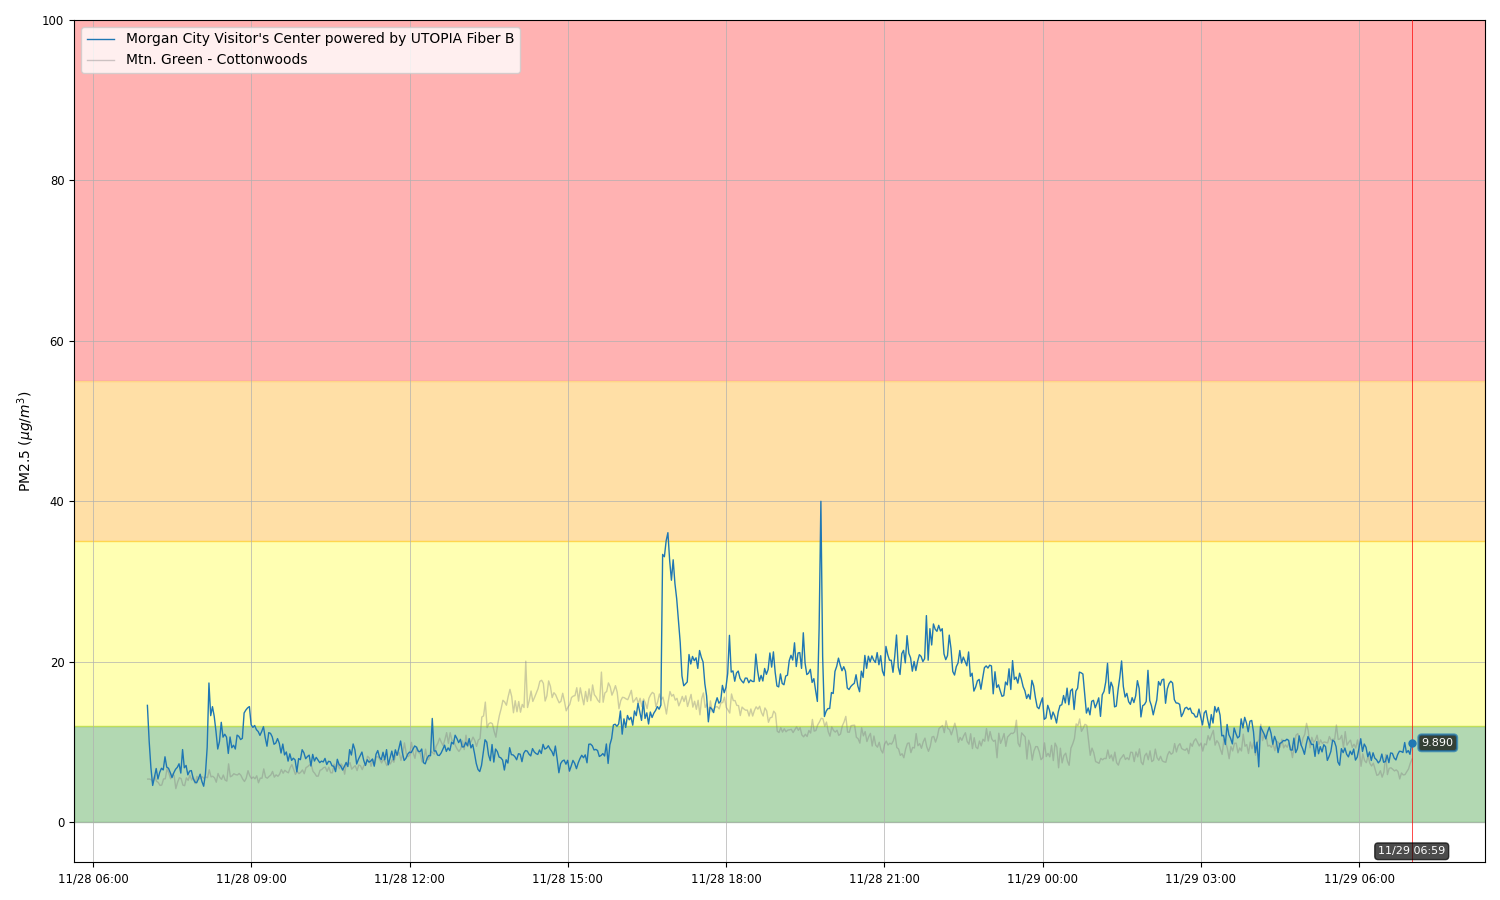 100
Morgan City Visitor's Center powered by UTOPIA Fiber B
Mtn. Green - Cottonwoods
80
60
PM2.5 (μg/m³)
40
20
9.890
0
11/29 06:59
11/28 06:00 11/28 09:00 11/28 12:00 11/28 15:00 11/28 18:00 11/28 21:00 11/29 00:00 11/29 03:00 11/29 06:00